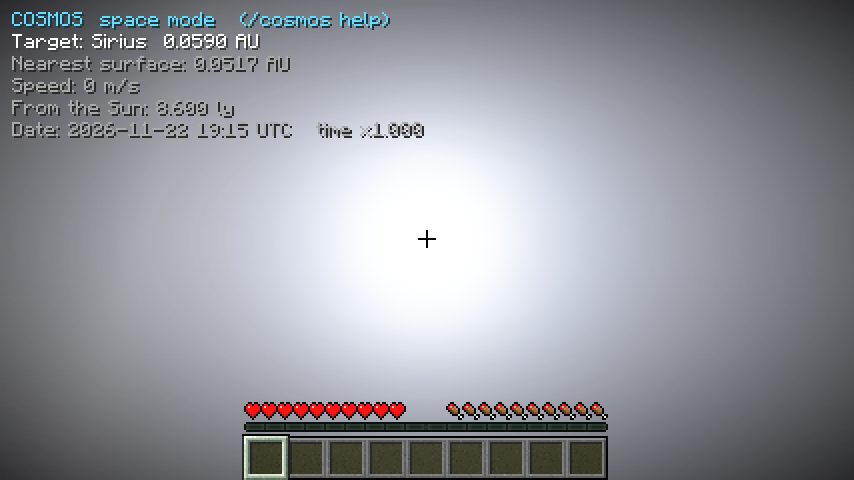 COSMOS space mode (/cosmos help)
Target: Sirius 0.0590 AU
Nearest surface: 0.0517 AU
Speed: 0 m/s
From the Sun: 8.600 ly
Date: 2026-11-22 19:15 UTC time x1.000